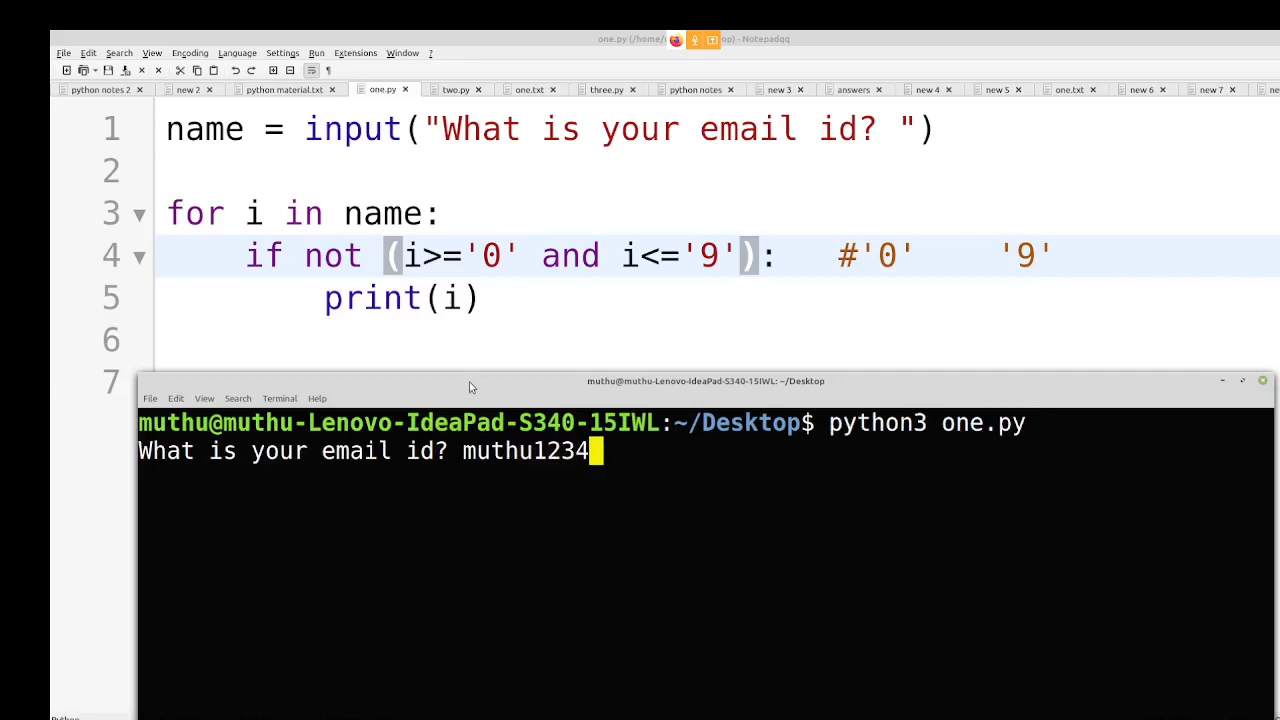 one.py (/home/ op) - Notepadqq
File Edit Search View Encoding Language Settings Run Extensions Window ?
python notes 2 new 2 python material.txt one.py two.py one.txt three.py python notes new 3 answers new 4 new 5 one.txt new 6 new 7
1 name = input("What is your email id? ")
2
3 for i in name:
4 if not (i>='0' and i<='9'): #'0' '9'
5 print(i)
6
7
muthu@muthu-Lenovo-IdeaPad-S340-15IWL: ~/Desktop
File Edit View Search Terminal Help
muthu@muthu-Lenovo-IdeaPad-S340-15IWL:~/Desktop$ python3 one.py
What is your email id? muthu1234